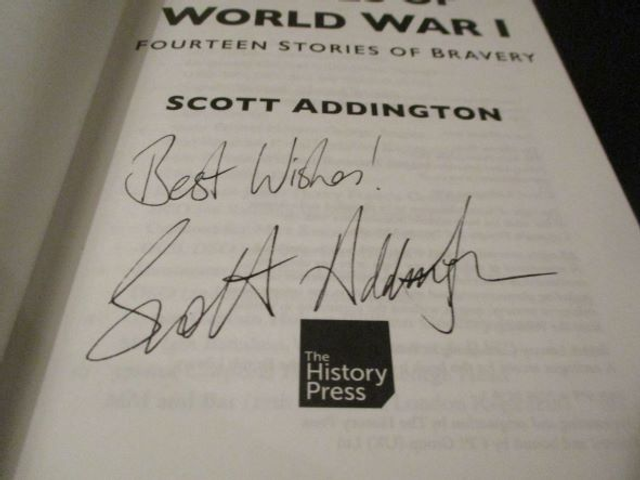 WORLD WAR I
FOURTEEN STORIES OF BRAVERY
SCOTT ADDINGTON
Best Wishes!
Scott Addington
The
History
Press